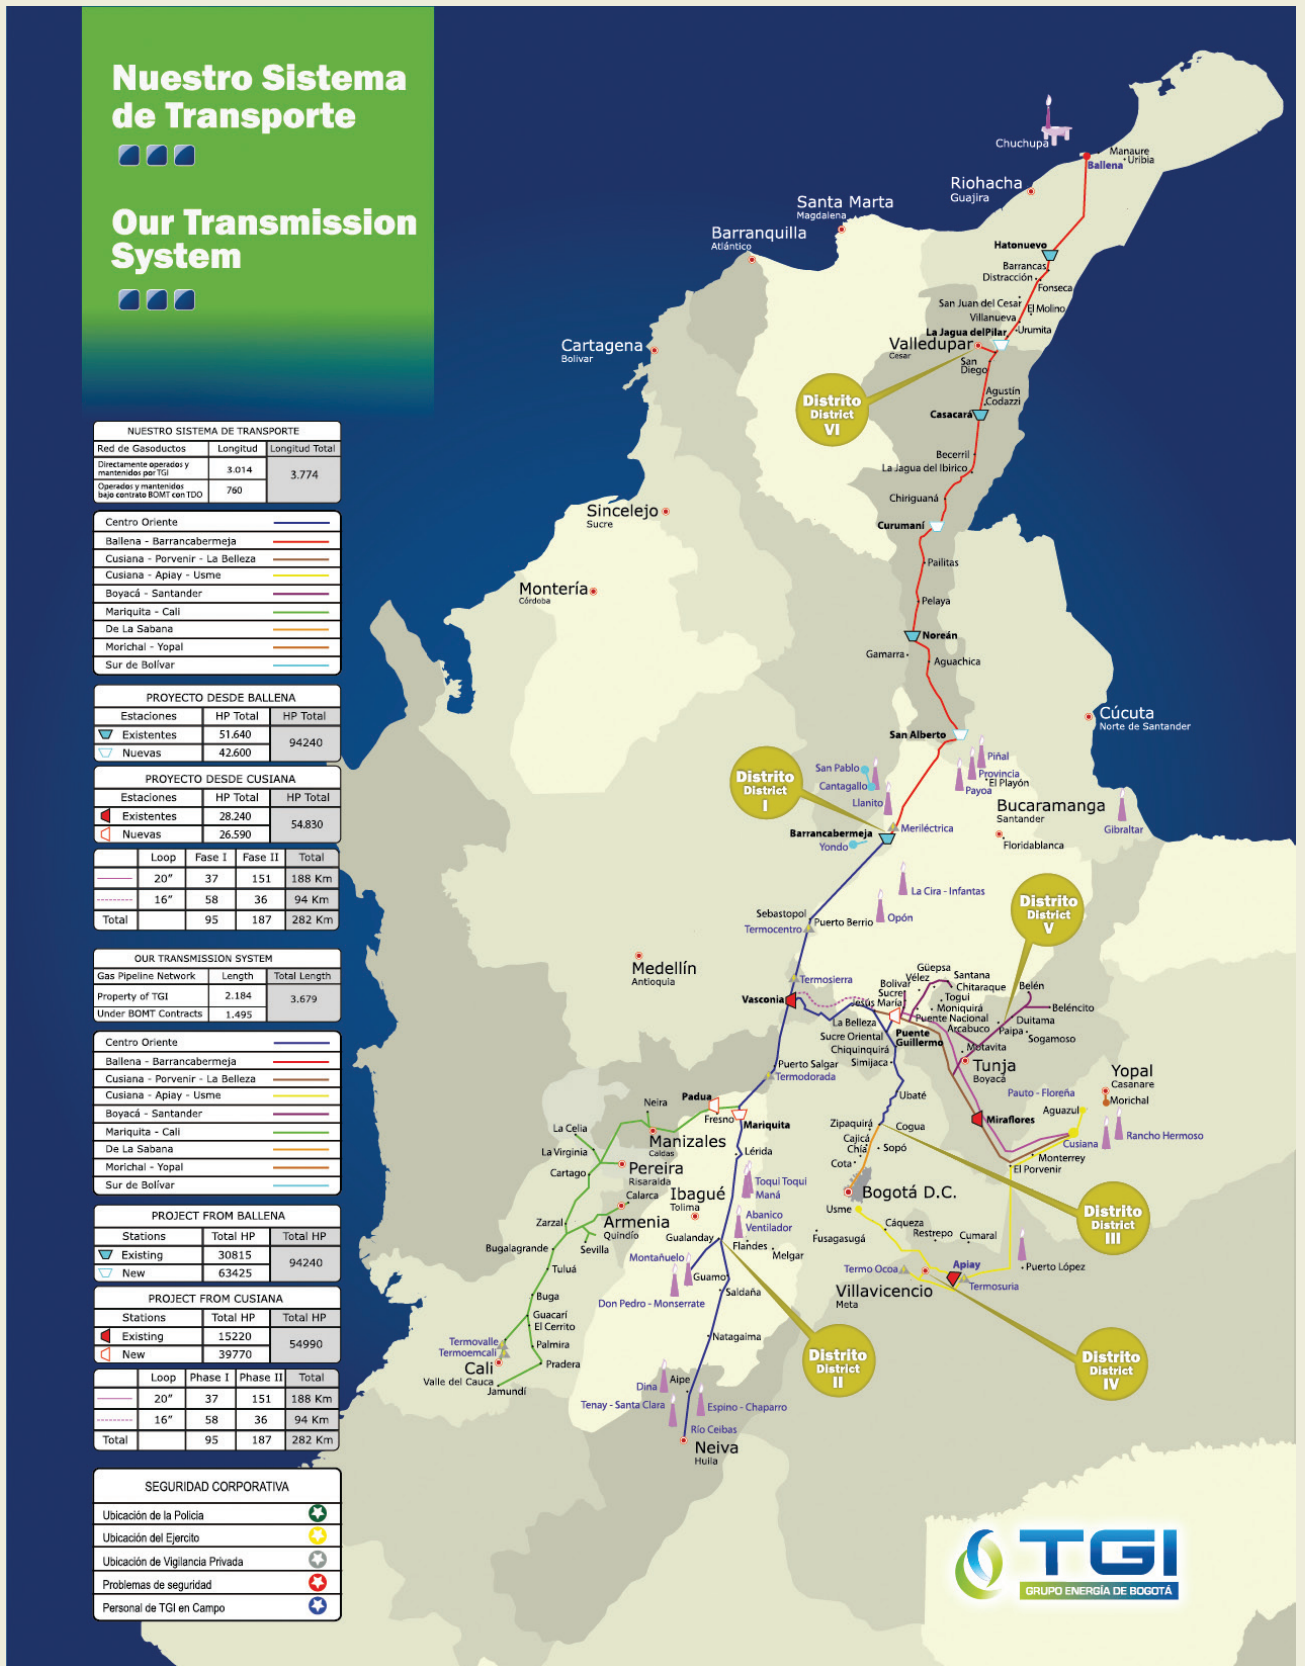 Nuestro Sistema
de Transporte
Our Transmission
System
NUESTRO SISTEMA DE TRANSPORTE
Red de Gasoductos Longitud Longitud Total
Directamente operados y
mantenidos por TGI 3.014 3.774
Operados y mantenidos
bajo contrato BOMT con TDO 760
Centro Oriente
Ballena - Barrancabermeja
Cusiana - Porvenir - La Belleza
Cusiana - Apiay - Usme
Boyacá - Santander
Mariquita - Cali
De La Sabana
Morichal - Yopal
Sur de Bolívar
PROYECTO DESDE BALLENA
Estaciones HP Total HP Total
Existentes 51.640 94240
Nuevas 42.600
PROYECTO DESDE CUSIANA
Estaciones HP Total HP Total
Existentes 28.240 54.830
Nuevas 26.590
Loop Fase I Fase II Total
20" 37 151 188 Km
16" 58 36 94 Km
Total 95 187 282 Km
OUR TRANSMISSION SYSTEM
Gas Pipeline Network Length Total Length
Property of TGI 2.184 3.679
Under BOMT Contracts 1.495
Centro Oriente
Ballena - Barrancabermeja
Cusiana - Porvenir - La Belleza
Cusiana - Apiay - Usme
Boyacá - Santander
Mariquita - Cali
De La Sabana
Morichal - Yopal
Sur de Bolívar
PROJECT FROM BALLENA
Stations Total HP Total HP
Existing 30815 94240
New 63425
PROJECT FROM CUSIANA
Stations Total HP Total HP
Existing 15220 54990
New 39770
Loop Phase I Phase II Total
20" 37 151 188 Km
16" 58 36 94 Km
Total 95 187 282 Km
SEGURIDAD CORPORATIVA
Ubicación de la Policia
Ubicación del Ejercito
Ubicación de Vigilancia Privada
Problemas de seguridad
Personal de TGI en Campo
Chuchupa
Manaure
Uribia
Ballena
Riohacha
Guajira
Santa Marta
Magdalena
Barranquilla
Atlántico
Hatonuevo
Barrancas
Distracción
Fonseca
San Juan del Cesar
El Molino
Villanueva
Urumita
La Jagua delPilar
Valledupar
Cesar
San
Diego
Cartagena
Bolivar
Distrito
District
VI
Agustín
Codazzi
Casacará
Becerril
La Jagua del Ibirico
Chiriguaná
Curumaní
Sincelejo
Sucre
Pailitas
Montería
Córdoba
Pelaya
Noreán
Gamarra
Aguachica
Cúcuta
Norte de Santander
San Alberto
Piñal
Provincia
El Playón
Payoa
San Pablo
Cantagallo
Llanito
Distrito
District
I
Bucaramanga
Santander
Floridablanca
Gibraltar
Meriléctrica
Barrancabermeja
Yondo
La Cira - Infantas
Opón
Sebastopol
Puerto Berrio
Termocentro
Distrito
District
V
Medellín
Antioquia
Termosierra
Vasconia
Güepsa
Vélez
Santana
Chitaraque
Bolivar
Sucre
Jesús María
Togui
Moniquirá
Puente Nacional
Arcabuco
Belén
Beléncito
Duitama
Paipa
Sogamoso
La Belleza
Sucre Oriental
Chiquinquirá
Simijaca
Puente
Guillermo
Motavita
Tunja
Boyacá
Puerto Salgar
Termodorada
Yopal
Casanare
Morichal
Pauto - Floreña
Aguazul
Rancho Hermoso
Cusiana
Miraflores
Monterrey
El Porvenir
Ubaté
Zipaquirá
Cogua
Cajicá
Chía
Sopó
Cota
Bogotá D.C.
Usme
Padua
Fresno
Mariquita
Neira
Manizales
Caldas
La Celia
La Virginia
Cartago
Pereira
Risaralda
Lérida
Calarca
Armenia
Quindío
Ibagué
Tolima
Toqui Toqui
Maná
Abanico
Ventilador
Zarzal
Bugalagrande
Sevilla
Gualanday
Flandes
Melgar
Fusagasugá
Cáqueza
Restrepo
Cumaral
Distrito
District
III
Montañuelo
Guamo
Don Pedro - Monserrate
Saldaña
Termo Ocoa
Apiay
Termosuria
Puerto López
Villavicencio
Meta
Tuluá
Buga
Guacarí
El Cerrito
Natagaima
Termovalle
Termoemcali
Palmira
Cali
Valle del Cauca
Pradera
Jamundí
Distrito
District
II
Distrito
District
IV
Dina
Aipe
Tenay - Santa Clara
Espino - Chaparro
Río Ceibas
Neiva
Huila
TGI
GRUPO ENERGÍA DE BOGOTÁ